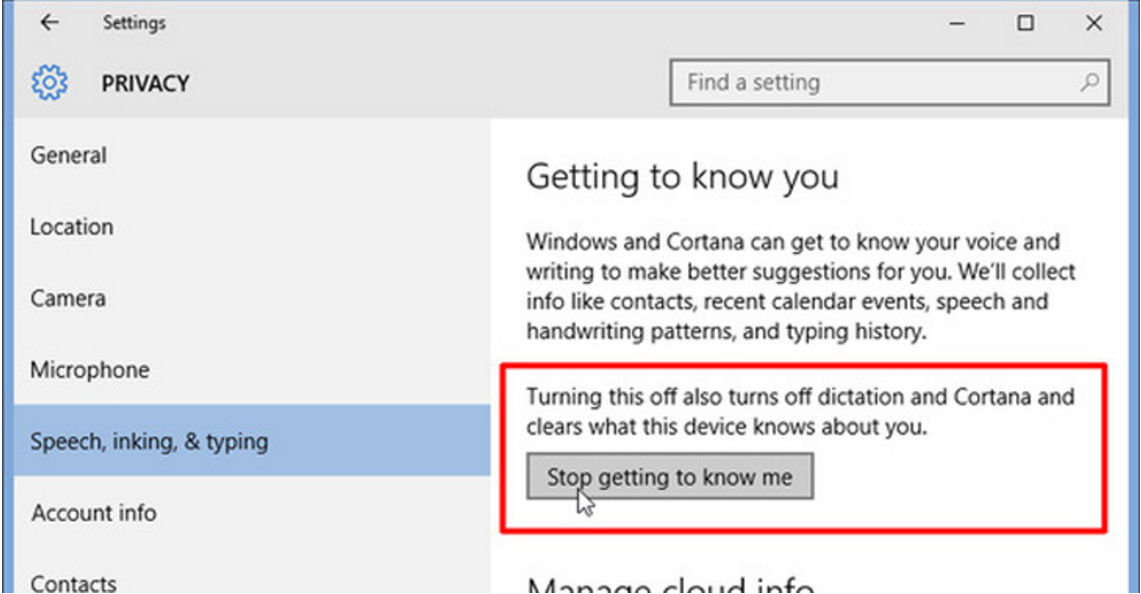 Settings
PRIVACY
Find a setting
General
Location
Camera
Microphone
Speech, inking, & typing
Account info
Contacts
Getting to know you
Windows and Cortana can get to know your voice and
writing to make better suggestions for you. We'll collect
info like contacts, recent calendar events, speech and
handwriting patterns, and typing history.
Turning this off also turns off dictation and Cortana and
clears what this device knows about you.
Stop getting to know me
Manage cloud info